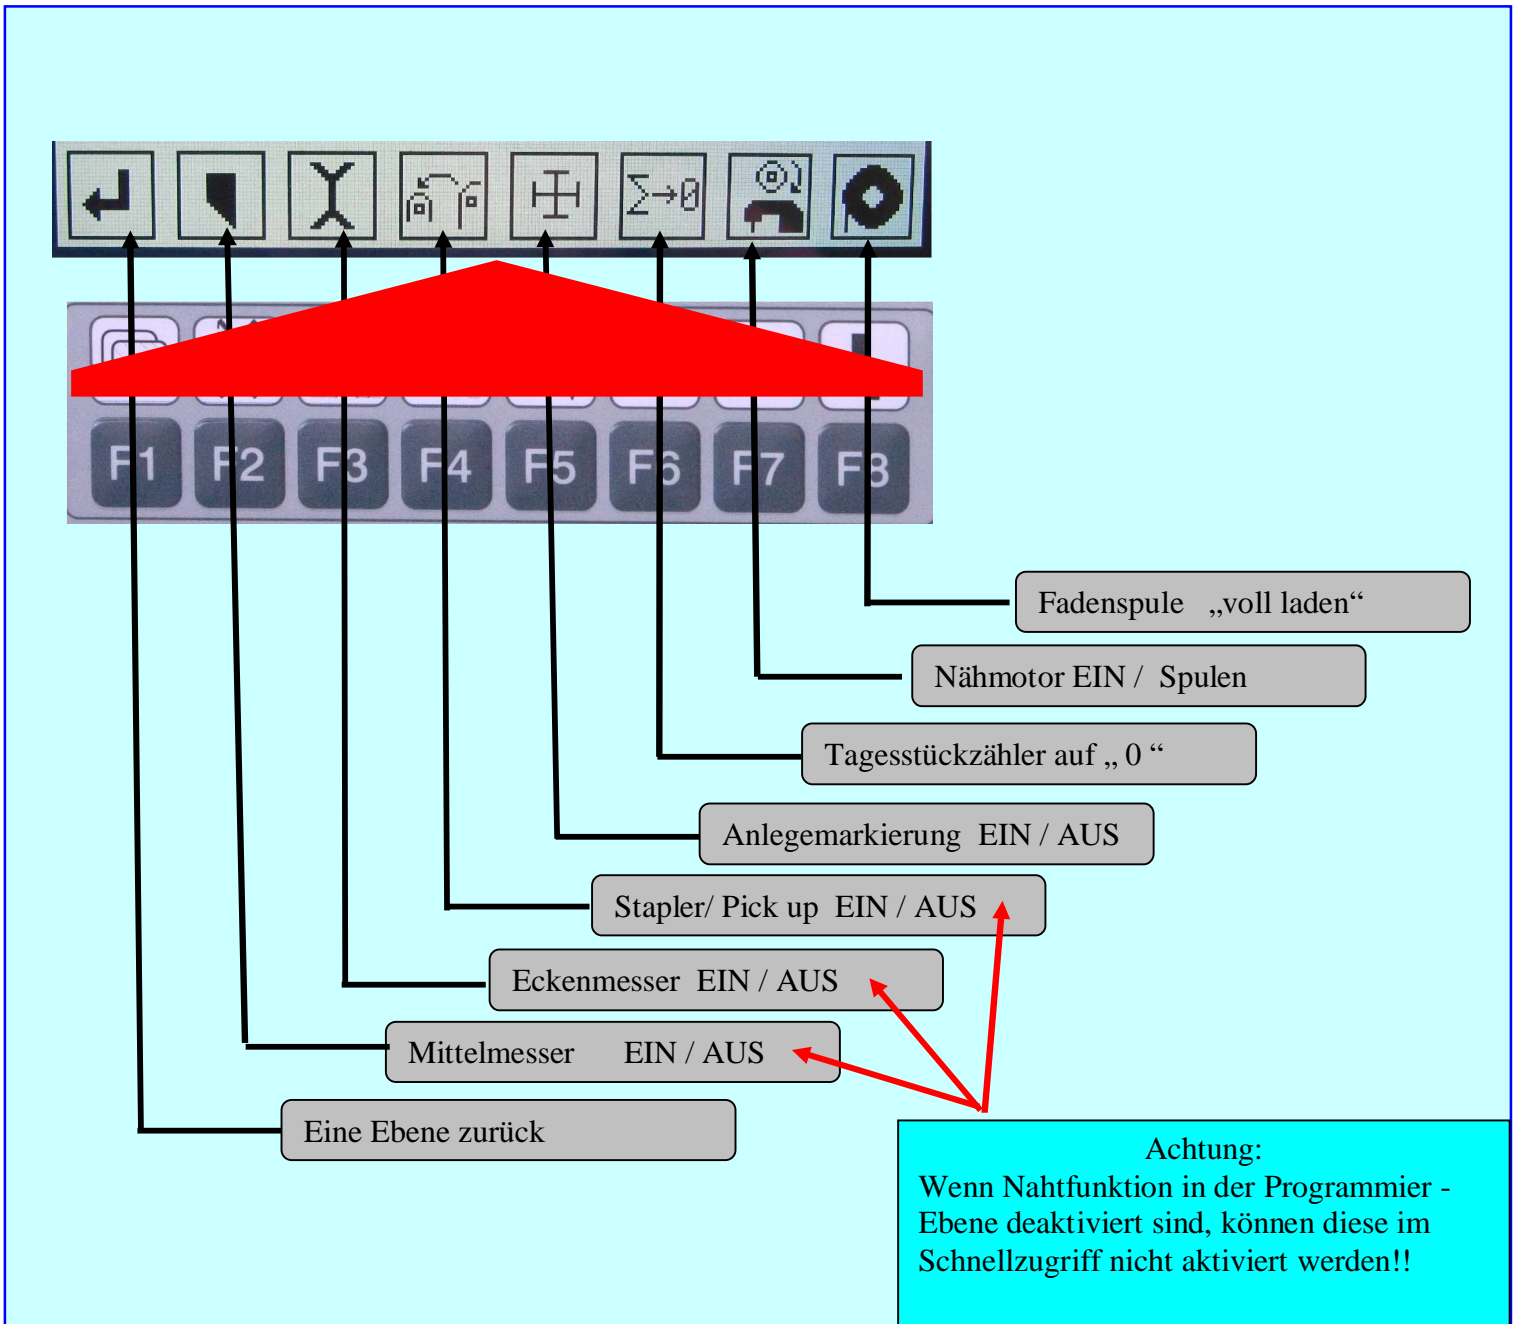 Σ→0
F1 F2 F3 F4 F5 F6 F7 F8
Fadenspule „voll laden“
Nähmotor EIN / Spulen
Tagesstückzähler auf „ 0 “
Anlegemarkierung EIN / AUS
Stapler/ Pick up EIN / AUS
Eckenmesser EIN / AUS
Mittelmesser EIN / AUS
Eine Ebene zurück
Achtung:
Wenn Nahtfunktion in der Programmier -
Ebene deaktiviert sind, können diese im
Schnellzugriff nicht aktiviert werden!!